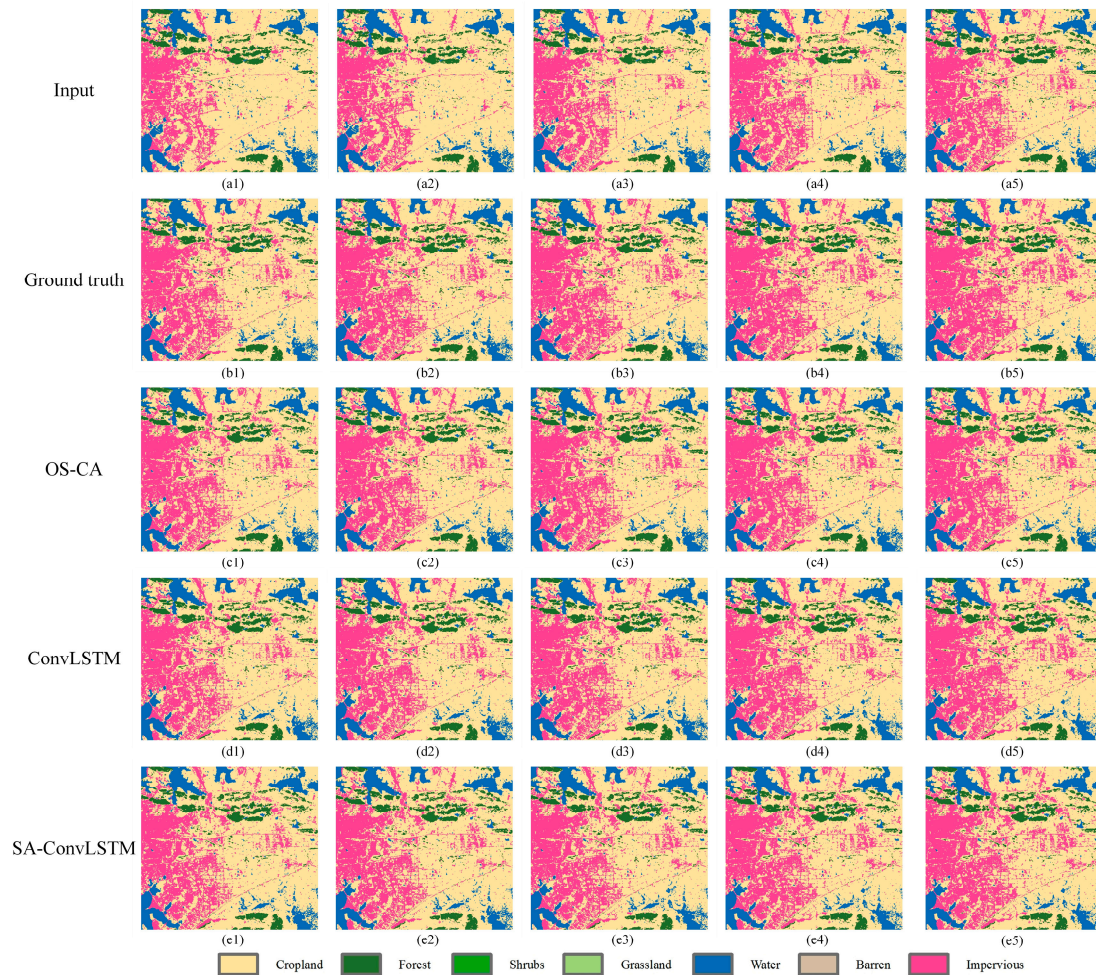 Input
(a1) (a2) (a3) (a4) (a5)
Ground truth
(b1) (b2) (b3) (b4) (b5)
OS-CA
(c1) (c2) (c3) (c4) (c5)
ConvLSTM
(d1) (d2) (d3) (d4) (d5)
SA-ConvLSTM
(e1) (e2) (e3) (e4) (e5)
Cropland Forest Shrubs Grassland Water Barren Impervious